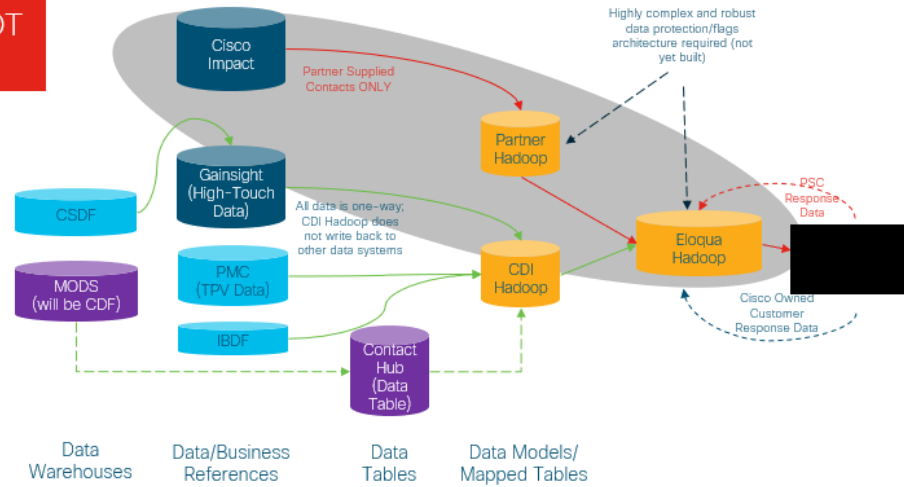 OT
Cisco
Impact
Partner Supplied
Contacts ONLY
Highly complex and robust
data protection/flags
architecture required (not
yet built)
Partner
Hadoop
Gainsight
(High-Touch
Data)
CSDF
All data is one-way;
CDI Hadoop does
not write back to
other data systems
PSC
Response
Data
Eloqua
Hadoop
MODS
(will be CDF)
PMC
(TPV Data)
CDI
Hadoop
IBDF
Cisco Owned
Customer
Response Data
Contact
Hub
(Data
Table)
Data
Warehouses
Data/Business
References
Data
Tables
Data Models/
Mapped Tables